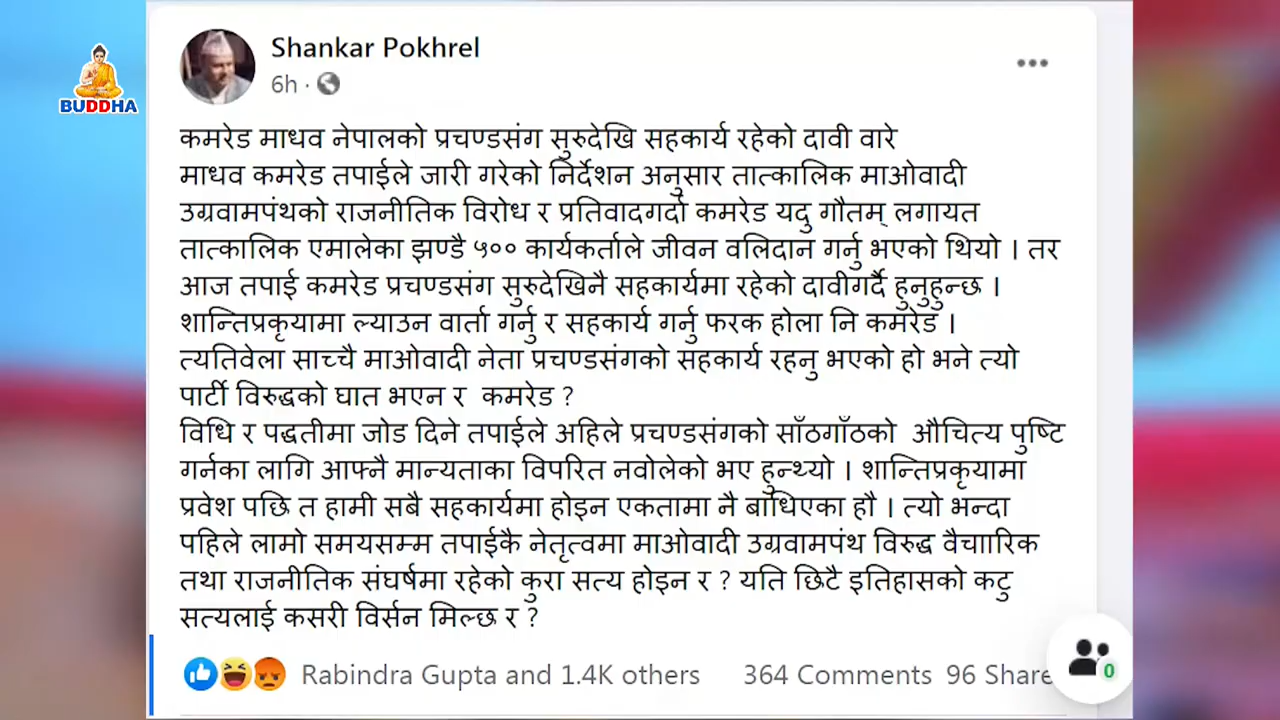 BUDDHA
Shankar Pokhrel
6h ·
कमरेड माधव नेपालको प्रचण्डसंग सुरुदेखि सहकार्य रहेको दावी वारे
माधव कमरेड तपाईले जारी गरेको निर्देशन अनुसार तात्कालिक माओवादी
उग्रवामपंथको राजनीतिक विरोध र प्रतिवादगर्दा कमरेड यदु गौतम् लगायत
तात्कालिक एमालेका झण्डै ५०० कार्यकर्ताले जीवन वलिदान गर्नु भएको थियो । तर
आज तपाई कमरेड प्रचण्डसंग सुरुदेखिनै सहकार्यमा रहेको दावीगर्दै हुनुहुन्छ ।
शान्तिप्रकृयामा ल्याउन वार्ता गर्नु र सहकार्य गर्नु फरक होला नि कमरेड ।
त्यतिवेला साच्चै माओवादी नेता प्रचण्डसंगको सहकार्य रहनु भएको हो भने त्यो
पार्टी विरुद्धको घात भएन र कमरेड ?
विधि र पद्धतीमा जोड दिने तपाईले अहिले प्रचण्डसंगको साँठगाँठको औचित्य पुष्टि
गर्नका लागि आफ्नै मान्यताका विपरित नवोलेको भए हुन्थ्यो । शान्तिप्रकृयामा
प्रवेश पछि त हामी सबै सहकार्यमा होइन एकतामा नै बाधिएका हौ । त्यो भन्दा
पहिले लामो समयसम्म तपाईकै नेतृत्वमा माओवादी उग्रवामपंथ विरुद्ध वैचाारिक
तथा राजनीतिक संघर्षमा रहेको कुरा सत्य होइन र ? यति छिटै इतिहासको कटु
सत्यलाई कसरी विर्सन मिल्छ र ?
Rabindra Gupta and 1.4K others 364 Comments 96 Share
0